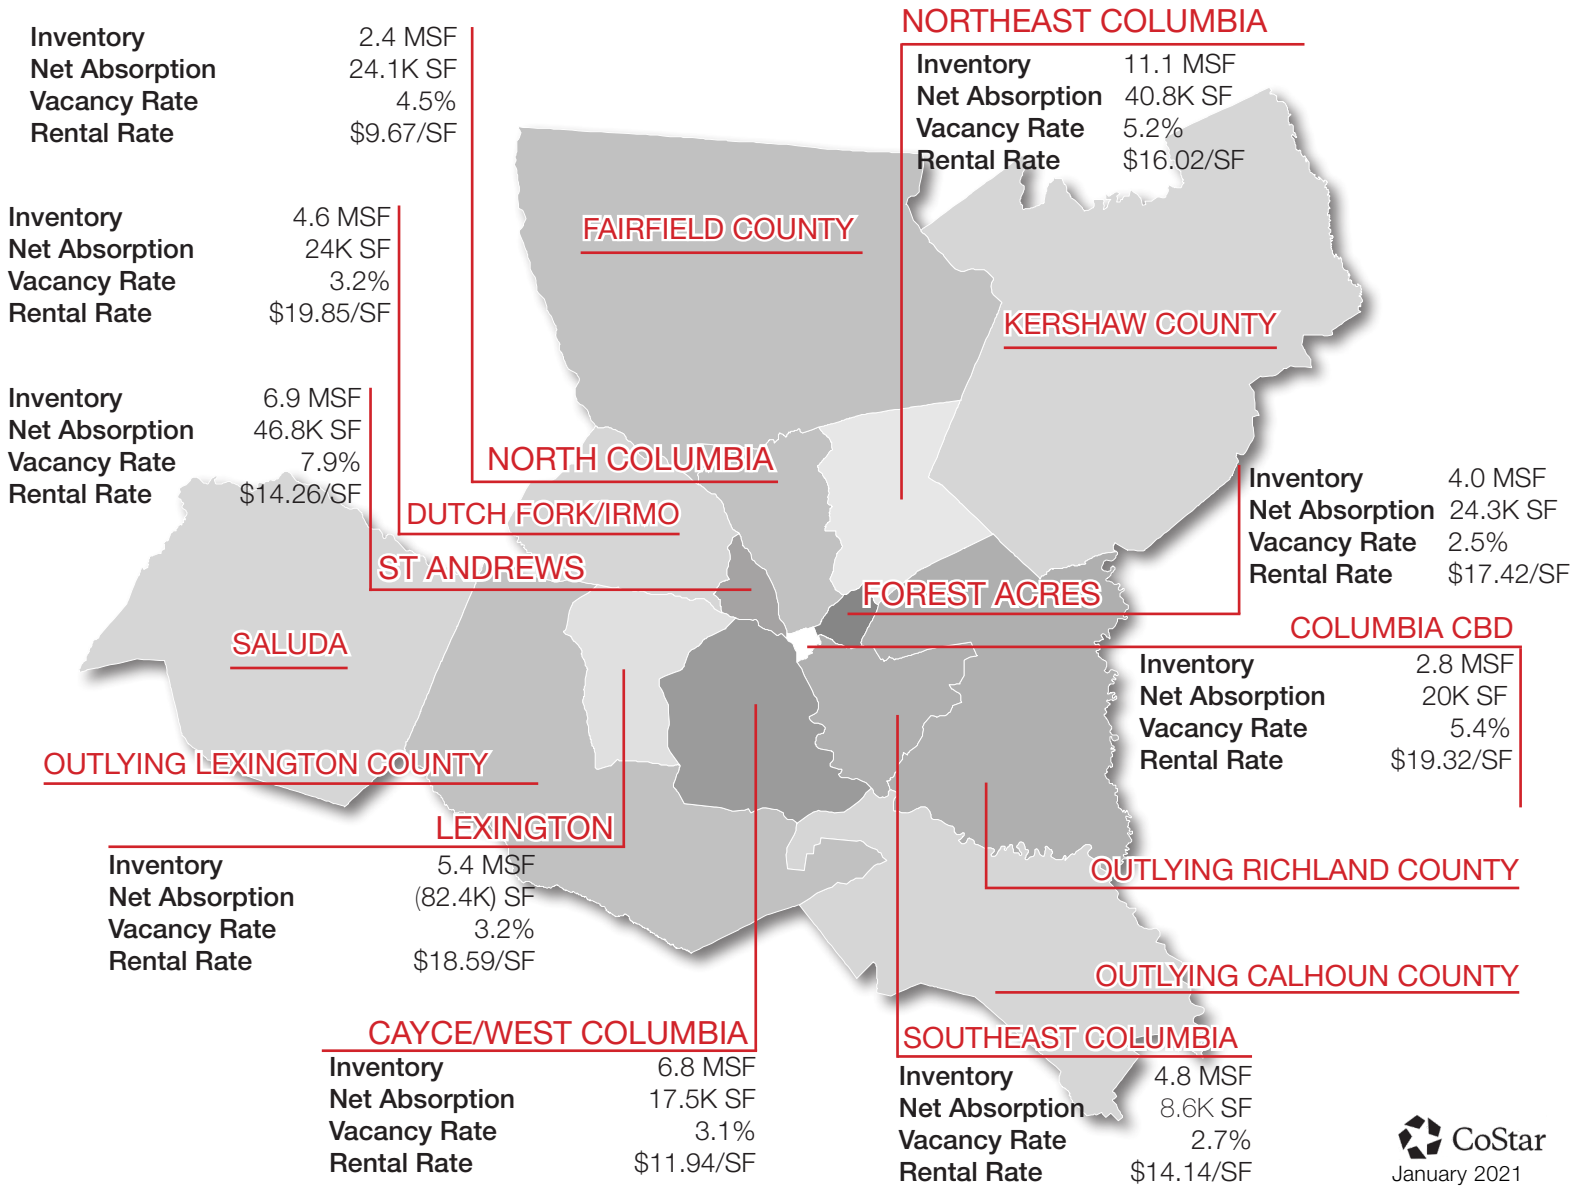 Inventory 2.4 MSF
Net Absorption 24.1K SF
Vacancy Rate 4.5%
Rental Rate $9.67/SF
NORTHEAST COLUMBIA
Inventory 11.1 MSF
Net Absorption 40.8K SF
Vacancy Rate 5.2%
Rental Rate $16.02/SF
Inventory 4.6 MSF
Net Absorption 24K SF
Vacancy Rate 3.2%
Rental Rate $19.85/SF
FAIRFIELD COUNTY
KERSHAW COUNTY
Inventory 6.9 MSF
Net Absorption 46.8K SF
Vacancy Rate 7.9%
Rental Rate $14.26/SF
NORTH COLUMBIA
DUTCH FORK/IRMO
ST ANDREWS
Inventory 4.0 MSF
Net Absorption 24.3K SF
Vacancy Rate 2.5%
Rental Rate $17.42/SF
FOREST ACRES
COLUMBIA CBD
Inventory 2.8 MSF
Net Absorption 20K SF
Vacancy Rate 5.4%
Rental Rate $19.32/SF
SALUDA
OUTLYING LEXINGTON COUNTY
LEXINGTON
Inventory 5.4 MSF
Net Absorption (82.4K) SF
Vacancy Rate 3.2%
Rental Rate $18.59/SF
OUTLYING RICHLAND COUNTY
OUTLYING CALHOUN COUNTY
CAYCE/WEST COLUMBIA
Inventory 6.8 MSF
Net Absorption 17.5K SF
Vacancy Rate 3.1%
Rental Rate $11.94/SF
SOUTHEAST COLUMBIA
Inventory 4.8 MSF
Net Absorption 8.6K SF
Vacancy Rate 2.7%
Rental Rate $14.14/SF
CoStar
January 2021